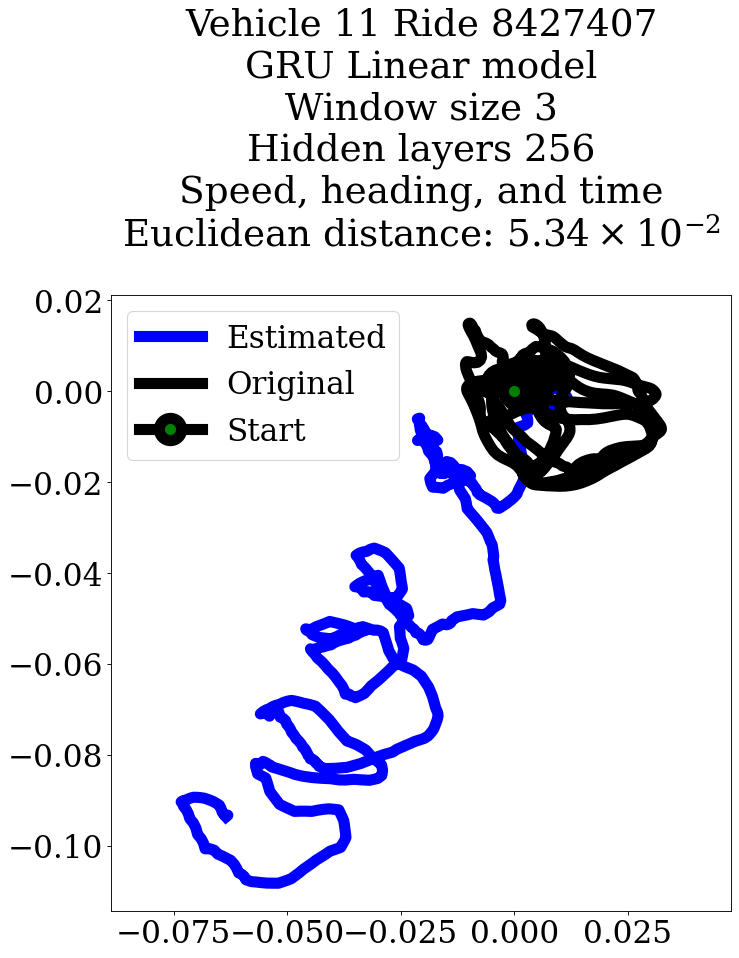 Vehicle 11 Ride 8427407
GRU Linear model
Window size 3
Hidden layers 256
Speed, heading, and time
Euclidean distance: 5.34 × 10⁻²
Estimated
Original
Start
0.02
0.00
−0.02
−0.04
−0.06
−0.08
−0.10
−0.075 −0.050 −0.025 0.000 0.025